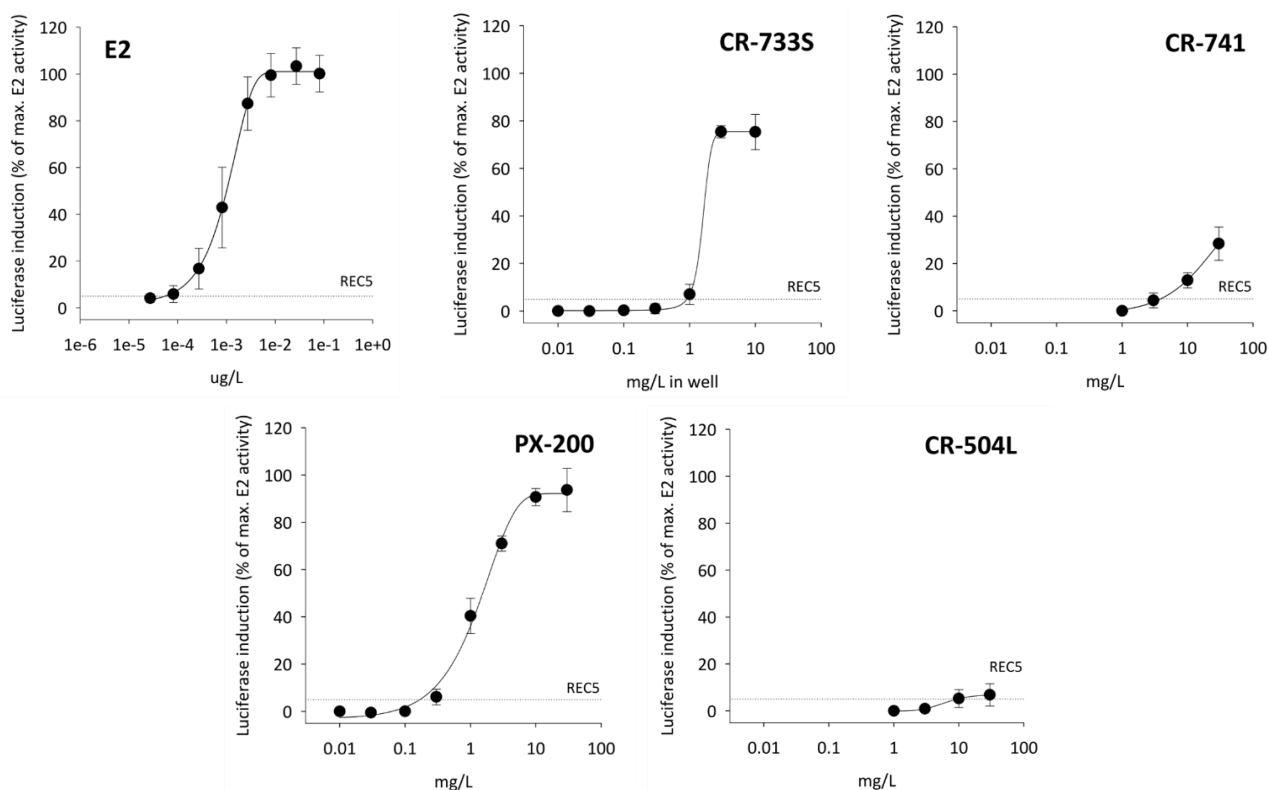 E2
Luciferase induction (% of max. E2 activity)
120
100
80
60
40
20
0
REC5
1e-6 1e-5 1e-4 1e-3 1e-2 1e-1 1e+0
ug/L
CR-733S
Luciferase induction (% of max. E2 activity)
120
100
80
60
40
20
0
REC5
0.01 0.1 1 10 100
mg/L in well
CR-741
Luciferase induction (% of max. E2 activity)
120
100
80
60
40
20
0
REC5
0.01 0.1 1 10 100
mg/L
PX-200
Luciferase induction (% of max. E2 activity)
120
100
80
60
40
20
0
REC5
0.01 0.1 1 10 100
mg/L
CR-504L
Luciferase induction (% of max. E2 activity)
120
100
80
60
40
20
0
REC5
0.01 0.1 1 10 100
mg/L